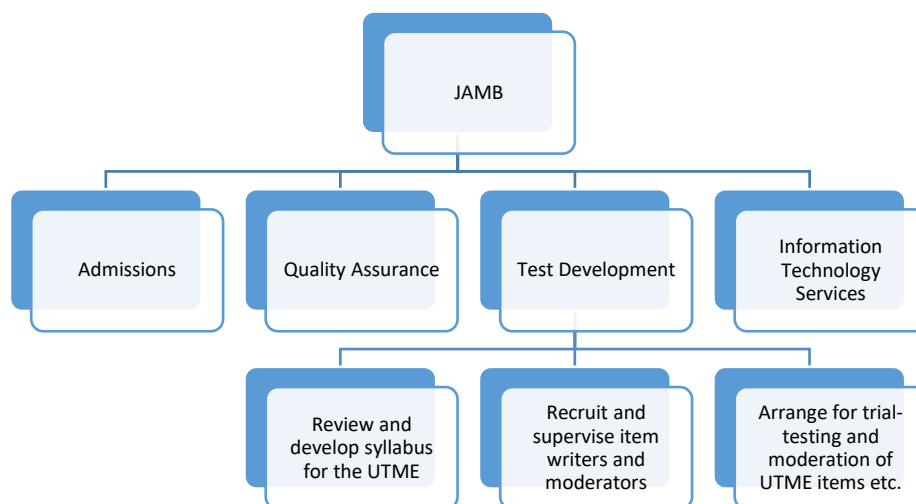 JAMB
Admissions
Quality Assurance
Test Development
Information
Technology
Services
Review and
develop syllabus
for the UTME
Recruit and
supervise item
writers and
moderators
Arrange for trial-
testing and
moderation of
UTME items etc.